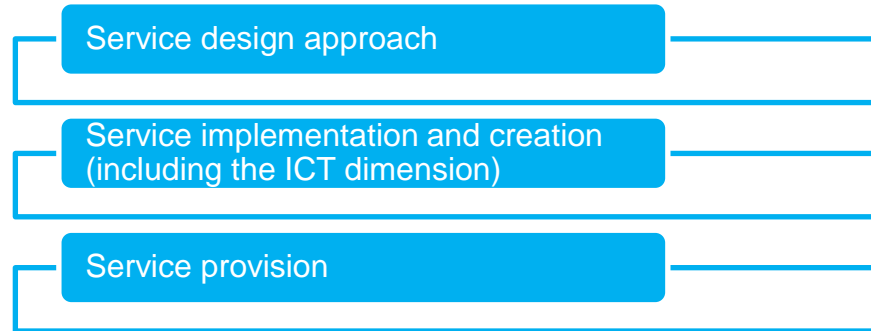 Service design approach
Service implementation and creation
(including the ICT dimension)
Service provision